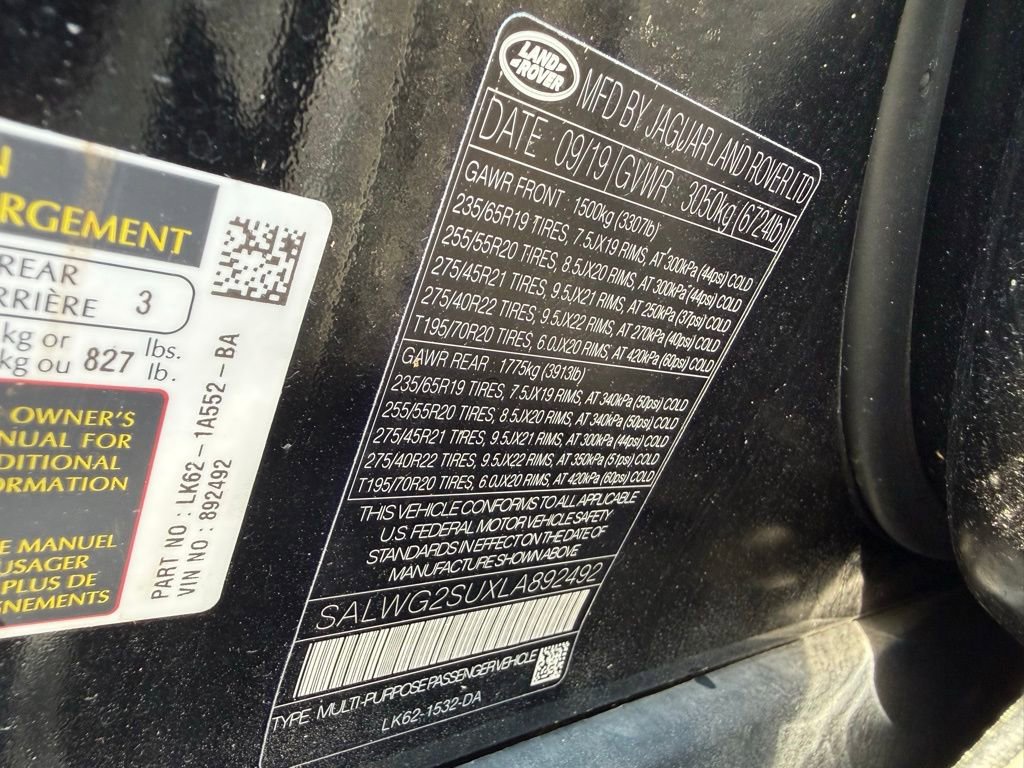 N
RGEMENT
REAR
RRIÈRE 3
kg or
kg ou 827 lbs.
lb.
OWNER'S
NUAL FOR
DITIONAL
ORMATION
E MANUEL
USAGER
PLUS DE
GNEMENTS
PART NO : LK62-1A552-BA
VIN NO : 892492
LAND
ROVER
MFD BY JAGUAR LAND ROVER LTD
DATE: 09/19 GVWR: 3050kg (6724lb)
GAWR FRONT: 1500kg (3307lb)
235/65R19 TIRES, 7.5JX19 RIMS, AT 300kPa (44psi) COLD
255/55R20 TIRES, 8.5JX20 RIMS, AT 300kPa (44psi) COLD
275/45R21 TIRES, 9.5JX21 RIMS, AT 250kPa (37psi) COLD
275/40R22 TIRES, 9.5JX22 RIMS, AT 270kPa (40psi) COLD
T195/70R20 TIRES, 6.0JX20 RIMS, AT 420kPa (60psi) COLD
GAWR REAR: 1775kg (3913lb)
235/65R19 TIRES, 7.5JX19 RIMS, AT 340kPa (50psi) COLD
255/55R20 TIRES, 8.5JX20 RIMS, AT 340kPa (50psi) COLD
275/45R21 TIRES, 9.5JX21 RIMS, AT 300kPa (44psi) COLD
275/40R22 TIRES, 9.5JX22 RIMS, AT 350kPa (51psi) COLD
T195/70R20 TIRES, 6.0JX20 RIMS, AT 420kPa (60psi) COLD
THIS VEHICLE CONFORMS TO ALL APPLICABLE
U.S. FEDERAL MOTOR VEHICLE SAFETY
STANDARDS IN EFFECT ON THE DATE OF
MANUFACTURE SHOWN ABOVE
SALWG2SUXLA892492
TYPE: MULTI-PURPOSE PASSENGER VEHICLE
LK62-1532-DA